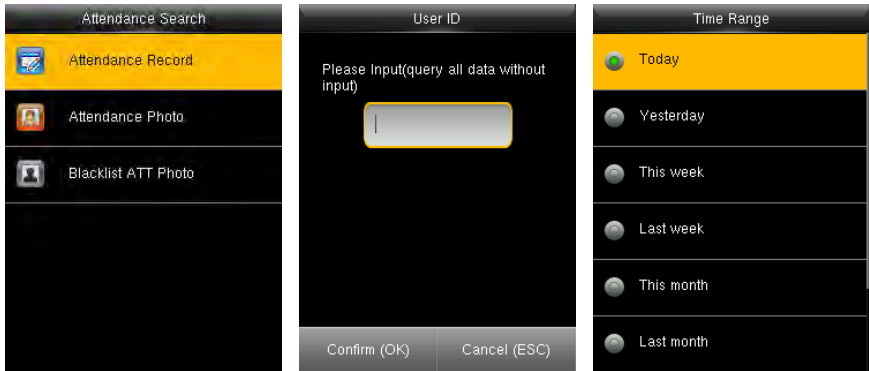 Attendance Search
Attendance Record
Attendance Photo
Blacklist ATT Photo
User ID
Please Input(query all data without
input)
Confirm (OK)
Cancel (ESC)
Time Range
Today
Yesterday
This week
Last week
This month
Last month